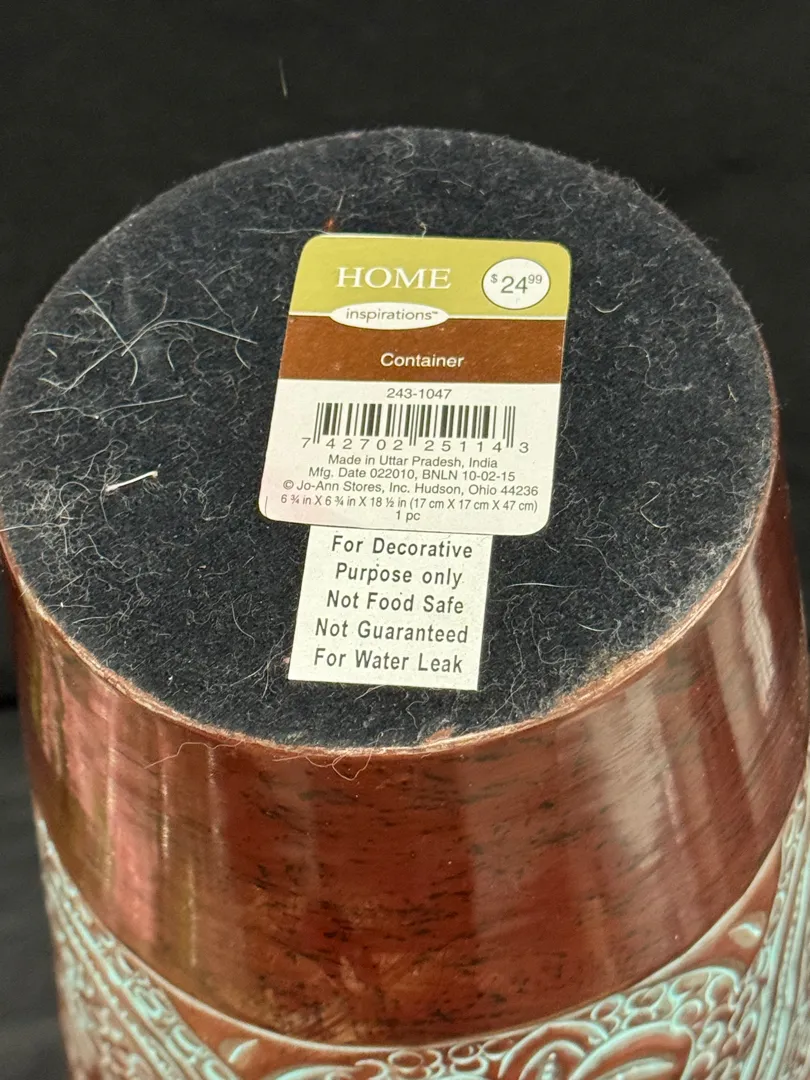 HOME
$24.99
inspirations™
Container
243-1047
7 42702 25114 3
Made in Uttar Pradesh, India
Mfg. Date 022010, BNLN 10-02-15
© Jo-Ann Stores, Inc. Hudson, Ohio 44236
6 ¾ in X 6 ¾ in X 18 ½ in (17 cm X 17 cm X 47 cm)
1 pc
For Decorative
Purpose only
Not Food Safe
Not Guaranteed
For Water Leak